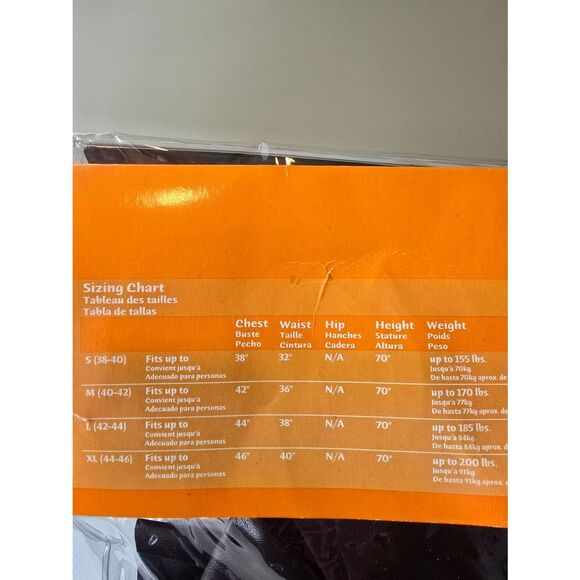 Sizing Chart
Tableau des tailles
Tabla de tallas
Chest Waist Hip Height Weight
Buste Taille Hanches Stature Poids
Pecho Cintura Cadera Altura Peso
S (38-40) Fits up to 38" 32" N/A 70" up to 155 lbs.
Convient jusqu'à Jusqu'à 70kg
Adecuado para personas De hasta 70kg aprox. de
M (40-42) Fits up to 42" 36" N/A 70" up to 170 lbs.
Convient jusqu'à Jusqu'à 77kg
Adecuado para personas De hasta 77kg aprox. de
L (42-44) Fits up to 44" 38" N/A 70" up to 185 lbs.
Convient jusqu'à Jusqu'à 84kg
Adecuado para personas De hasta 84kg aprox. de
XL (44-46) Fits up to 46" 40" N/A 70" up to 200 lbs.
Convient jusqu'à Jusqu'à 91kg
Adecuado para personas De hasta 91kg aprox. d